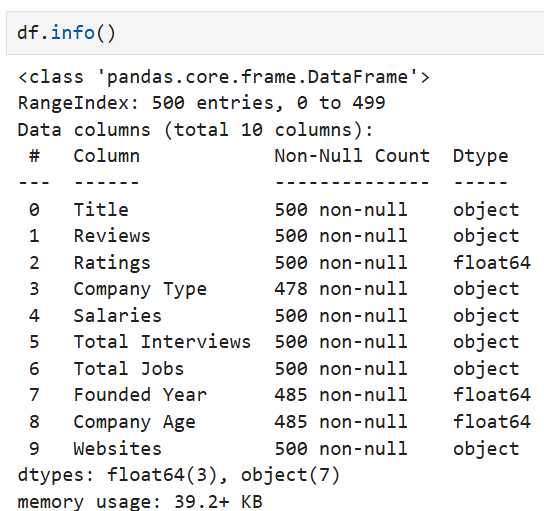 df.info()
<class 'pandas.core.frame.DataFrame'>
RangeIndex: 500 entries, 0 to 499
Data columns (total 10 columns):
 #   Column            Non-Null Count  Dtype
---  ------            --------------  -----
 0   Title             500 non-null    object
 1   Reviews           500 non-null    object
 2   Ratings           500 non-null    float64
 3   Company Type      478 non-null    object
 4   Salaries          500 non-null    object
 5   Total Interviews  500 non-null    object
 6   Total Jobs        500 non-null    object
 7   Founded Year      485 non-null    float64
 8   Company Age       485 non-null    float64
 9   Websites          500 non-null    object
dtypes: float64(3), object(7)
memory usage: 39.2+ KB